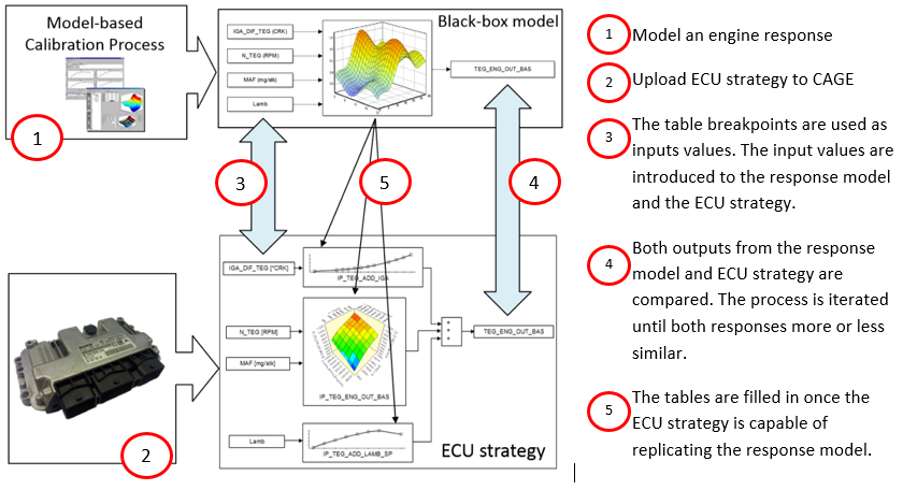 Model-based
Calibration Process
1
Black-box model
IGA_DIF_TEG (CRK)
N_TEG (RPM)
MAF (mg/stk)
Lamb
TEG_ENG_OUT_BAS
3
5
4
IGA_DIF_TEG [°CRK]
IP_TEG_ADD_IGA
N_TEG [RPM]
MAF [mg/stk]
IP_TEG_ENG_OUT_BAS
TEG_ENG_OUT_BAS
Lamb
IP_TEG_ADD_LAMB_SP
ECU strategy
2
1 Model an engine response
2 Upload ECU strategy to CAGE
3 The table breakpoints are used as
inputs values. The input values are
introduced to the response model
and the ECU strategy.
4 Both outputs from the response
model and ECU strategy are
compared. The process is iterated
until both responses more or less
similar.
5 The tables are filled in once the
ECU strategy is capable of
replicating the response model.